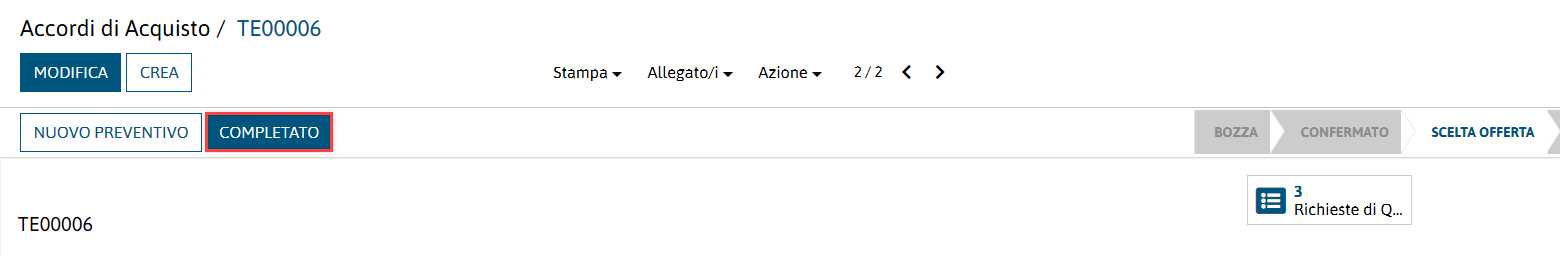 Accordi di Acquisto / TE00006
MODIFICA CREA Stampa Allegato/i Azione 2 / 2
NUOVO PREVENTIVO COMPLETATO BOZZA CONFERMATO SCELTA OFFERTA
3
Richieste di Q...
TE00006